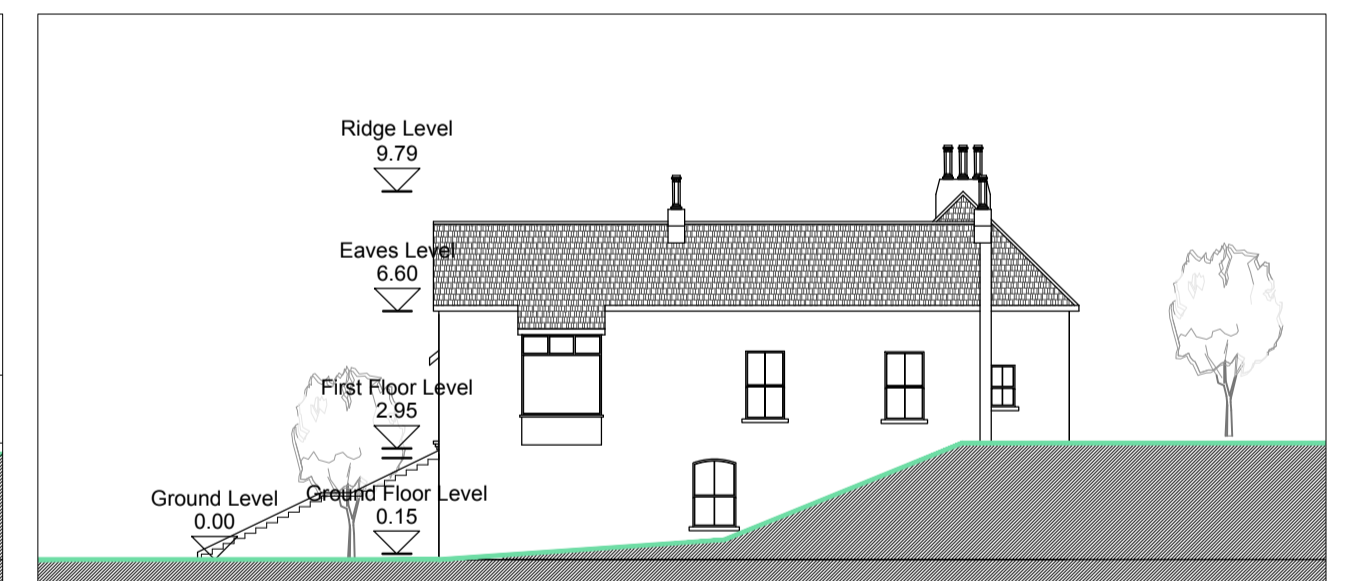 Ridge Level
9.79
Eaves Level
6.60
First Floor Level
2.95
Ground Level
0.00
Ground Floor Level
0.15